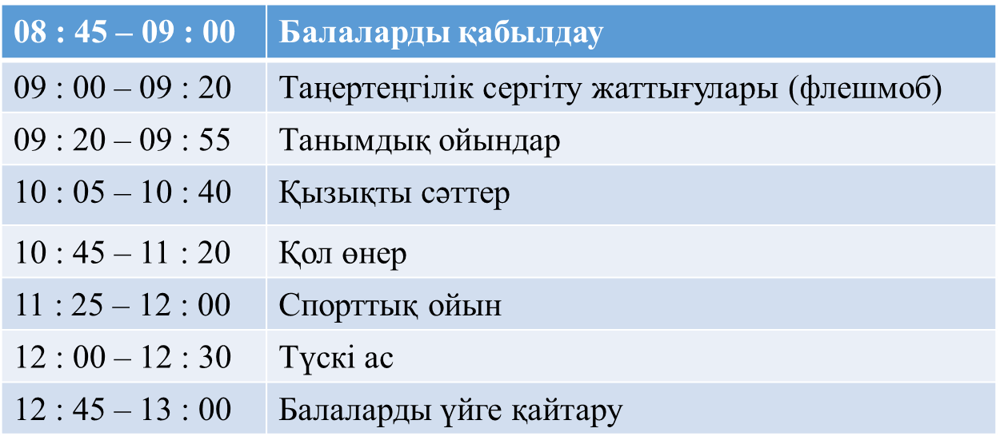 08 : 45 – 09 : 00 Балаларды қабылдау
09 : 00 – 09 : 20 Таңертеңгілік сергіту жаттығулары (флешмоб)
09 : 20 – 09 : 55 Танымдық ойындар
10 : 05 – 10 : 40 Қызықты сәттер
10 : 45 – 11 : 20 Қол өнер
11 : 25 – 12 : 00 Спорттық ойын
12 : 00 – 12 : 30 Түскі ас
12 : 45 – 13 : 00 Балаларды үйге қайтару